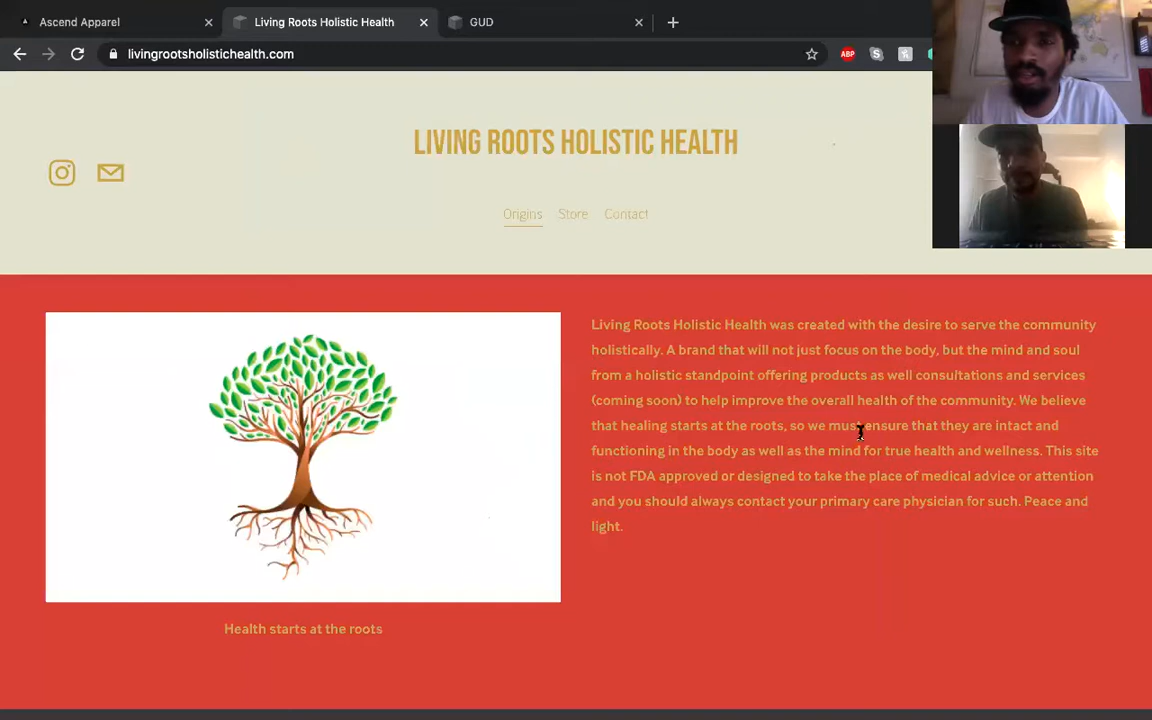 Ascend Apparel
Living Roots Holistic Health
GUD
livingrootsholistichealth.com
ABP
LIVING ROOTS HOLISTIC HEALTH
Origins Store Contact
Living Roots Holistic Health was created with the desire to serve the community
holistically. A brand that will not just focus on the body, but the mind and soul
from a holistic standpoint offering products as well consultations and services
(coming soon) to help improve the overall health of the community. We believe
that healing starts at the roots, so we must ensure that they are intact and
functioning in the body as well as the mind for true health and wellness. This site
is not FDA approved or designed to take the place of medical advice or attention
and you should always contact your primary care physician for such. Peace and
light.
Health starts at the roots